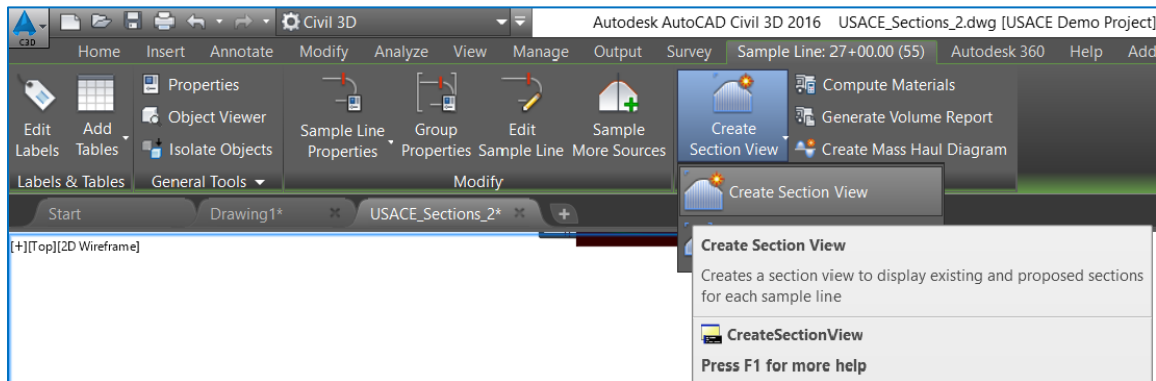 Civil 3D
Autodesk AutoCAD Civil 3D 2016 USACE_Sections_2.dwg [USACE Demo Project]
C3D
Home Insert Annotate Modify Analyze View Manage Output Survey Sample Line: 27+00.00 (55) Autodesk 360 Help Add
Properties
Object Viewer
Isolate Objects
Edit
Labels
Add
Tables
Sample Line
Properties
Group
Properties
Edit
Sample Line
Sample
More Sources
Create
Section View
Compute Materials
Generate Volume Report
Create Mass Haul Diagram
Labels & Tables General Tools Modify
Create Section View
Start Drawing1* USACE_Sections_2*
[+][Top][2D Wireframe]
Create Section View
Creates a section view to display existing and proposed sections
for each sample line
CreateSectionView
Press F1 for more help